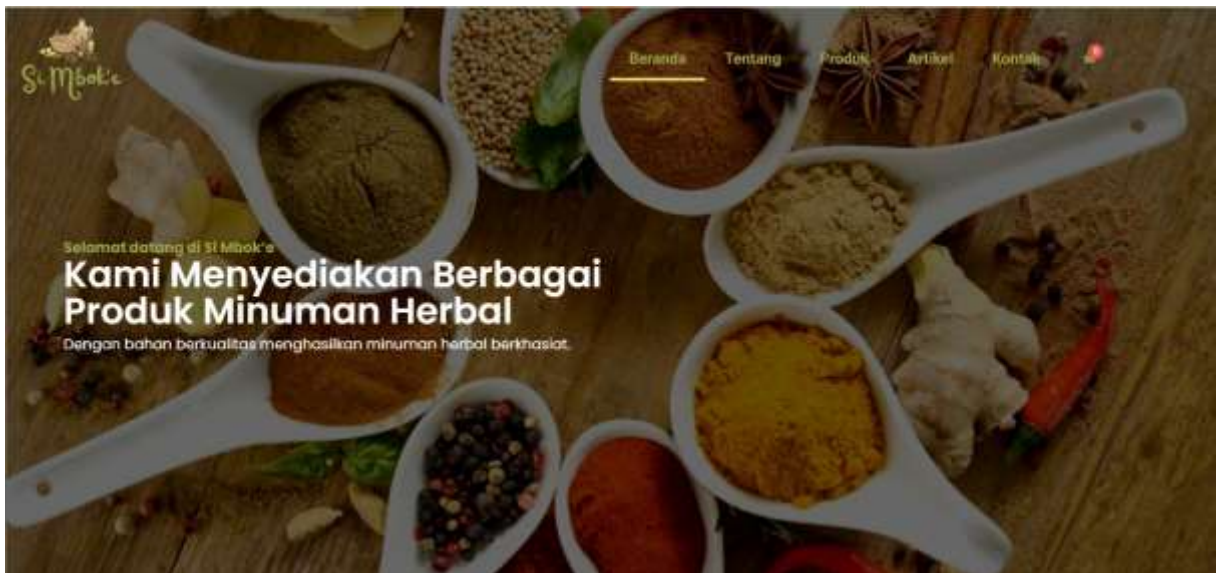 Si Mbok'e
Beranda Tentang Produk Artikel Kontak
Selamat datang di Si Mbok's
Kami Menyediakan Berbagai
Produk Minuman Herbal
Dengan bahan berkualitas menghasilkan minuman herbal berkhasiat.